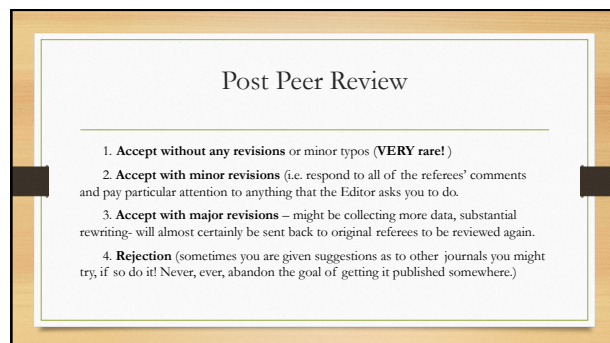 Post Peer Review
1. Accept without any revisions or minor typos (VERY rare! )
2. Accept with minor revisions (i.e. respond to all of the referees' comments
and pay particular attention to anything that the Editor asks you to do.
3. Accept with major revisions – might be collecting more data, substantial
rewriting- will almost certainly be sent back to original referees to be reviewed again.
4. Rejection (sometimes you are given suggestions as to other journals you might
try, if so do it! Never, ever, abandon the goal of getting it published somewhere.)